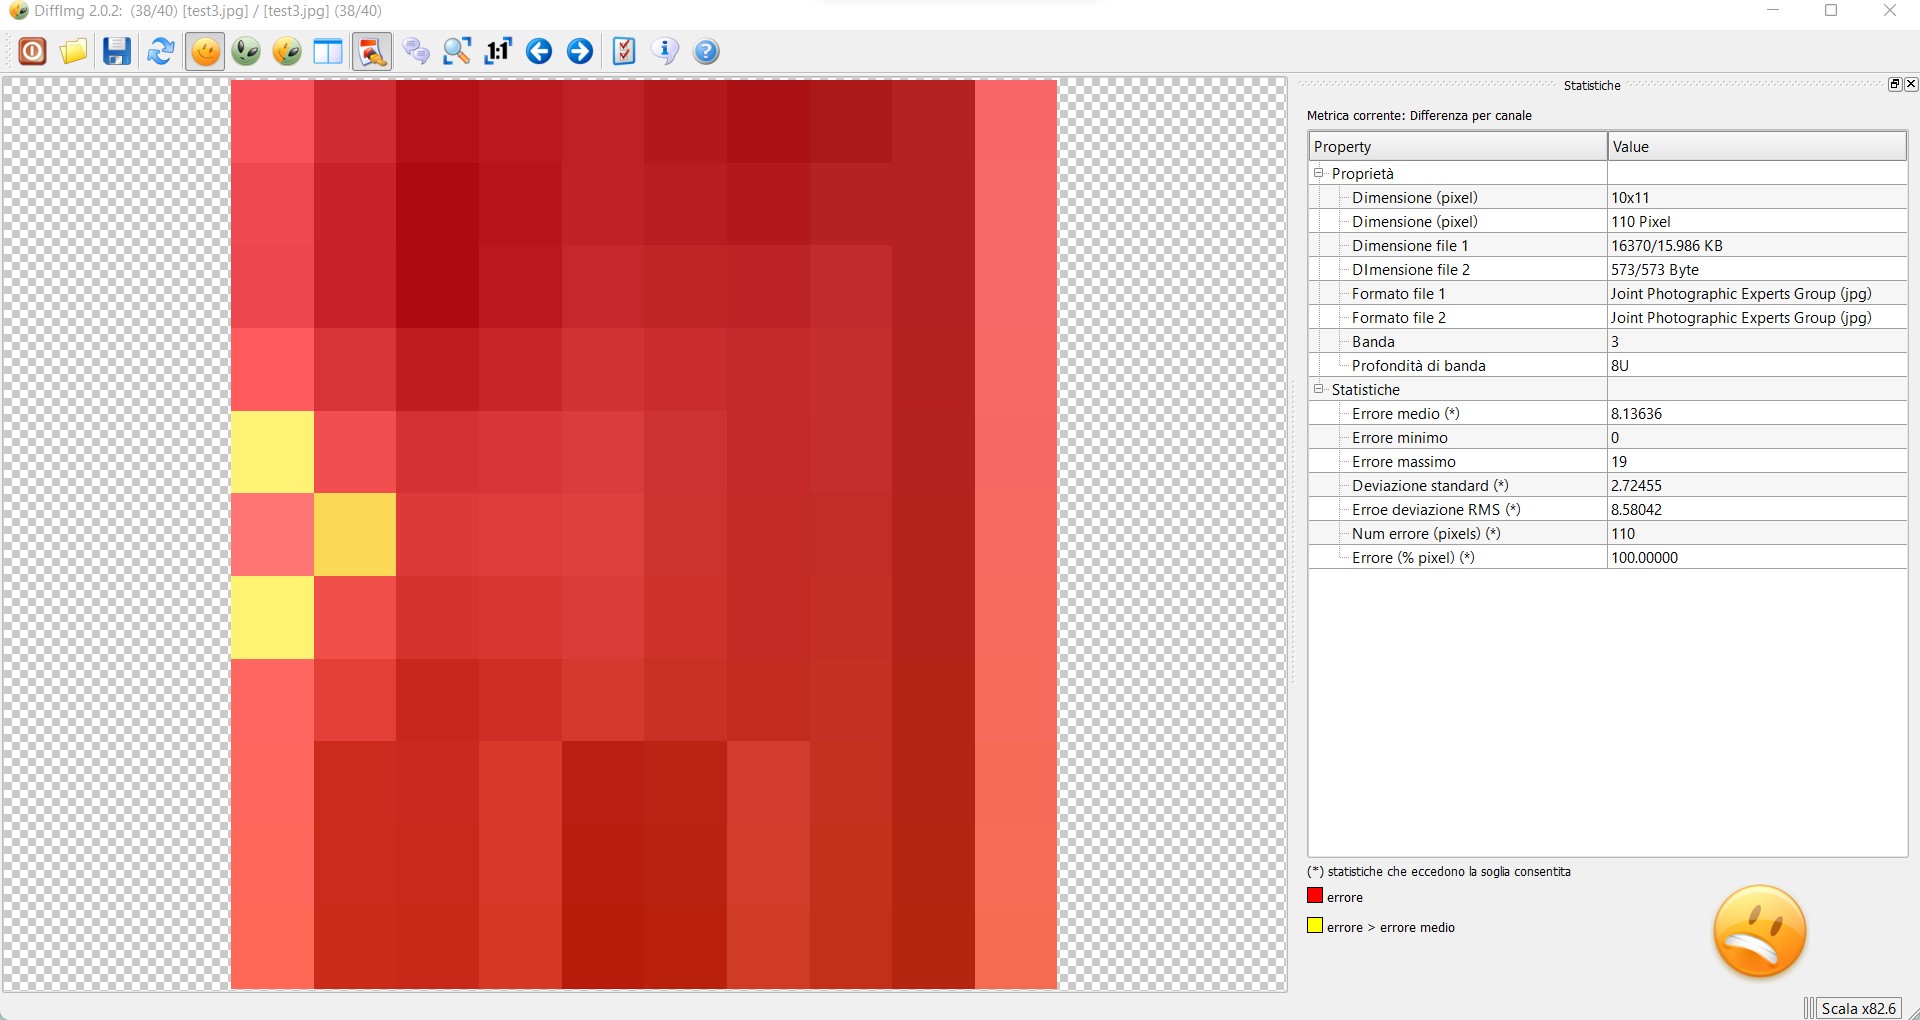 DiffImg 2.0.2: (38/40) [test3.jpg] / [test3.jpg] (38/40)
1:1
Statistiche
Metrica corrente: Differenza per canale
Property Value
Proprietà
Dimensione (pixel) 10x11
Dimensione (pixel) 110 Pixel
Dimensione file 1 16370/15.986 KB
DImensione file 2 573/573 Byte
Formato file 1 Joint Photographic Experts Group (jpg)
Formato file 2 Joint Photographic Experts Group (jpg)
Banda 3
Profondità di banda 8U
Statistiche
Errore medio (*) 8.13636
Errore minimo 0
Errore massimo 19
Deviazione standard (*) 2.72455
Erroe deviazione RMS (*) 8.58042
Num errore (pixels) (*) 110
Errore (% pixel) (*) 100.00000
(*) statistiche che eccedono la soglia consentita
errore
errore > errore medio
Scala x82.6